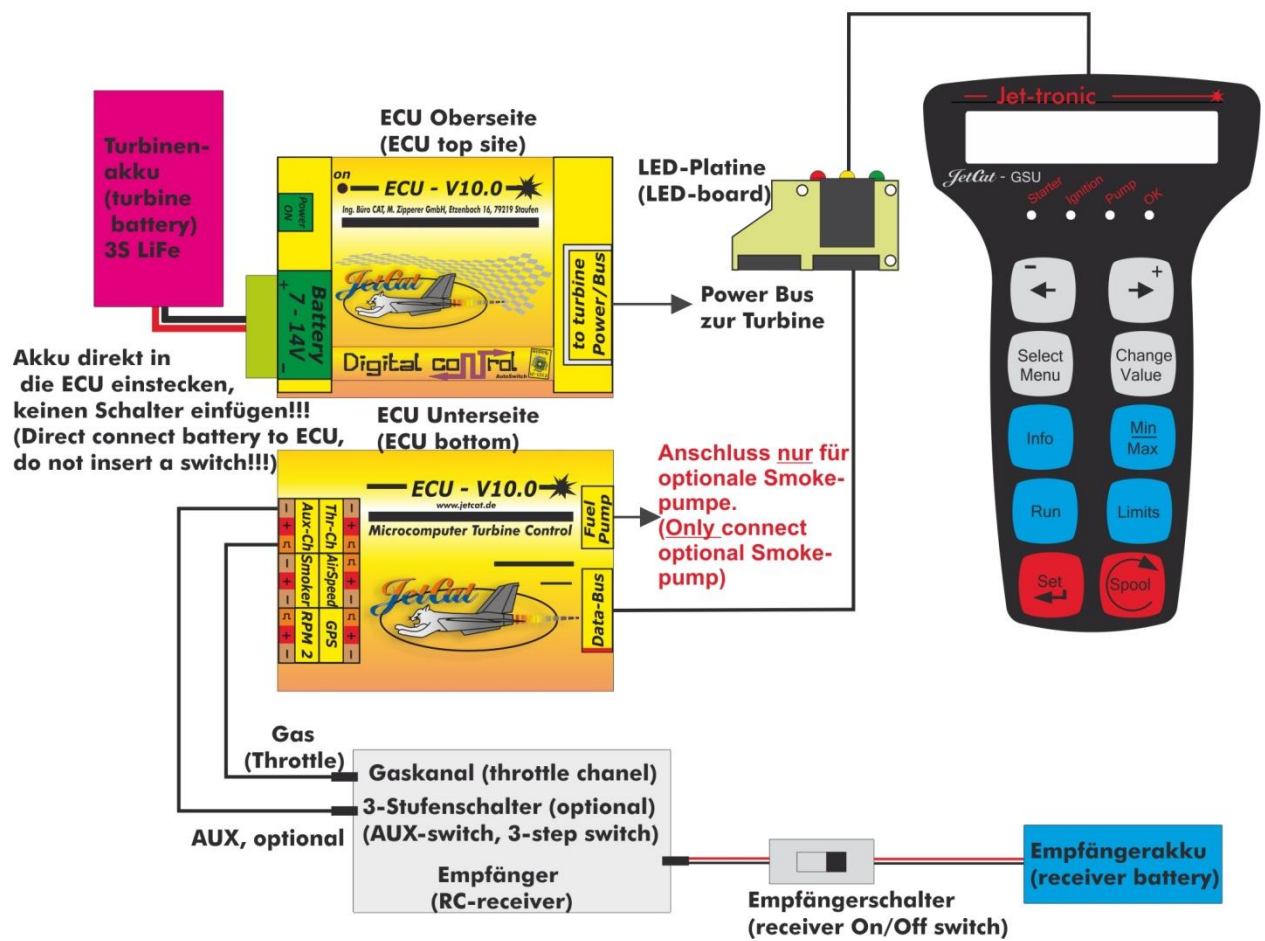 Turbinen-
akku
(turbine
battery)
3S LiFe
Akku direkt in
die ECU einstecken,
keinen Schalter einfügen!!!
(Direct connect battery to ECU,
do not insert a switch!!!)
ECU Oberseite
(ECU top site)
on
ECU - V10.0
Ing. Büro CAT, M. Zipperer GmbH, Etzenbach 16, 79219 Staufen
Power
ON
Battery
7 - 14V
+
-
JetCat
Digital control
AutoSwitch
to turbine
Power/Bus
Power Bus
zur Turbine
LED-Platine
(LED-board)
Jet-tronic
JetCat - GSU
Starter
Ignition
Pump
OK
-
+
Select
Menu
Change
Value
Info
Min
Max
Run
Limits
Set
Spool
ECU Unterseite
(ECU bottom)
ECU - V10.0
www.jetcat.de
Microcomputer Turbine Control
JetCat
Fuel
Pump
Data-Bus
Thr-Ch
AirSpeed
GPS
Aux-Ch
Smoker
RPM 2
- +
+ -
+ -
- +
+ -
+ -
Anschluss nur für
optionale Smoke-
pumpe.
(Only connect
optional Smoke-
pump)
Gas
(Throttle)
AUX, optional
Gaskanal (throttle chanel)
3-Stufenschalter (optional)
(AUX-switch, 3-step switch)
Empfänger
(RC-receiver)
Empfängerschalter
(receiver On/Off switch)
Empfängerakku
(receiver battery)